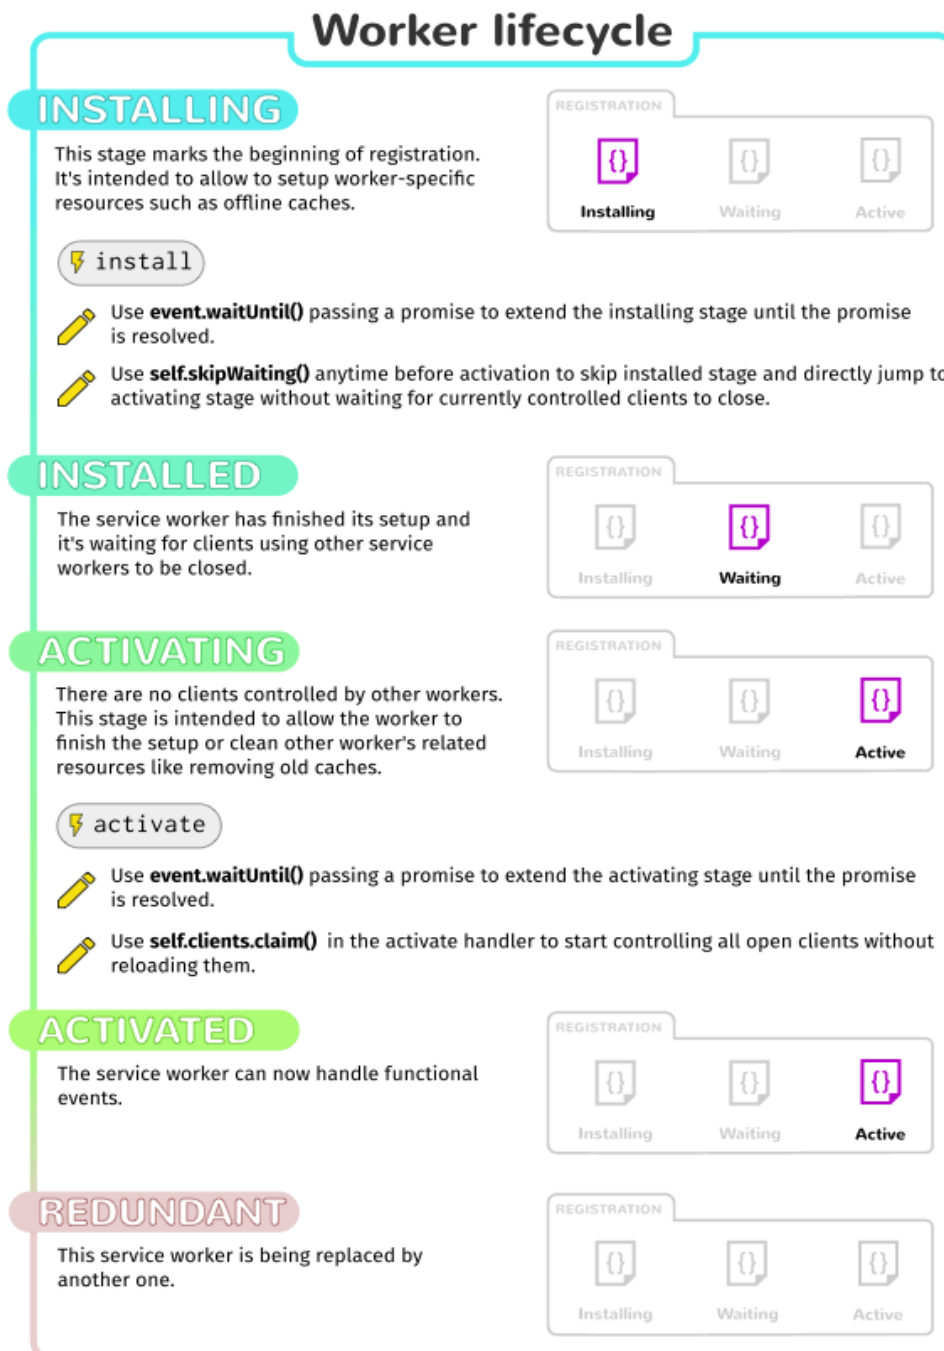 Worker lifecycle
INSTALLING
This stage marks the beginning of registration.
It's intended to allow to setup worker-specific
resources such as offline caches.
REGISTRATION
{} {} {}
Installing Waiting Active
install
Use event.waitUntil() passing a promise to extend the installing stage until the promise
is resolved.
Use self.skipWaiting() anytime before activation to skip installed stage and directly jump to
activating stage without waiting for currently controlled clients to close.
INSTALLED
The service worker has finished its setup and
it's waiting for clients using other service
workers to be closed.
REGISTRATION
{} {} {}
Installing Waiting Active
ACTIVATING
There are no clients controlled by other workers.
This stage is intended to allow the worker to
finish the setup or clean other worker's related
resources like removing old caches.
REGISTRATION
{} {} {}
Installing Waiting Active
activate
Use event.waitUntil() passing a promise to extend the activating stage until the promise
is resolved.
Use self.clients.claim() in the activate handler to start controlling all open clients without
reloading them.
ACTIVATED
The service worker can now handle functional
events.
REGISTRATION
{} {} {}
Installing Waiting Active
REDUNDANT
This service worker is being replaced by
another one.
REGISTRATION
{} {} {}
Installing Waiting Active